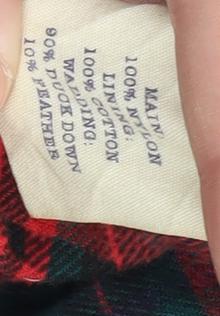 MAIN:
100% NYLON
LINING:
100% COTTON
WADDING:
90% DUCK DOWN
10% FEATHER